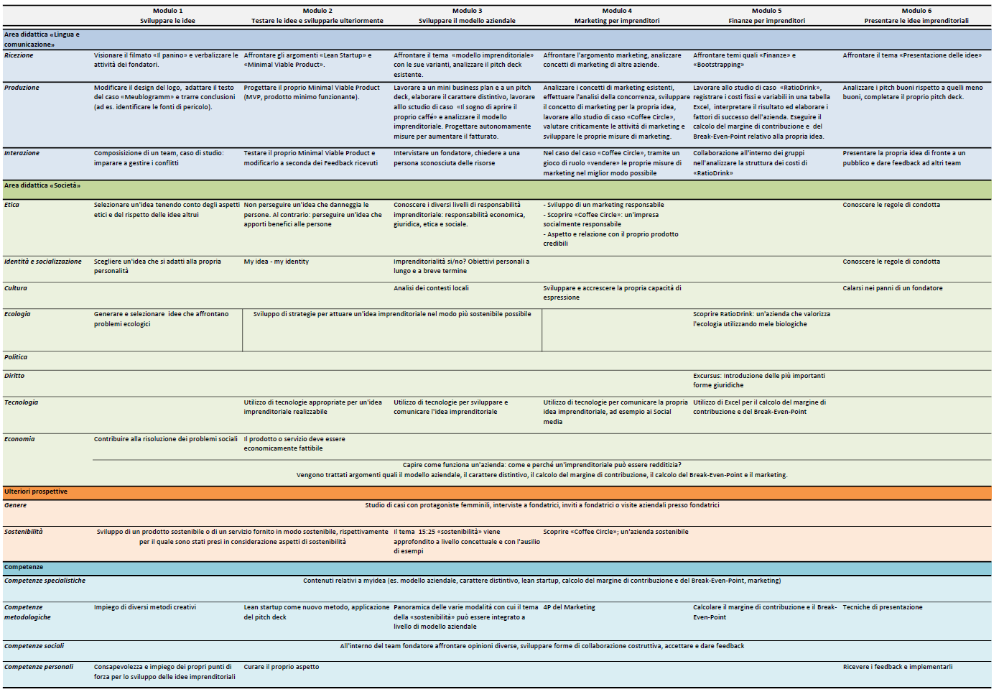 Modulo 1
Sviluppare le idee
Modulo 2
Testare le idee e svilupparle ulteriormente
Modulo 3
Sviluppare il modello aziendale
Modulo 4
Marketing per imprenditori
Modulo 5
Finanze per imprenditori
Modulo 6
Presentare le idee imprenditoriali
Area didattica «Lingua e
comunicazione»
Ricezione
Visionare il filmato «Il panino» e verbalizzare le
attività dei fondatori.
Affrontare gli argomenti «Lean Startup» e
«Minimal Viable Product».
Affrontare il tema «modello imprenditoriale»
con le sue varianti, analizzare il pitch deck
esistente.
Affrontare l'argomento marketing, analizzare
concetti di marketing di altre aziende.
Affrontare temi quali «Finanze» e
«Bootstrapping»
Affrontare il tema «Presentazione delle idee»
Produzione
Modificare il design del logo, adattare il testo
del caso «Meublogramm» e trarre conclusioni
(ad es. identificare le fonti di pericolo).
Progettare il proprio Minimal Viable Product
(MVP, prodotto minimo funzionante).
Lavorare a un mini business plan e a un pitch
deck, elaborare il carattere distintivo, lavorare
alllo sctudio di caso «Il sogno di aprire il
proprio caffé» e analizzare il modello
imprenditoriale. Progettare autonomamente
misure per aumentare il fatturato.
Analizzare i concetti di marketing esistenti,
effettuare l'analisi della concorrenza, sviluppare
il concetto di marketing per la propria idea,
lavorare allo studio di caso «Coffee Circle»,
valutare criticamente le attività di marketing e
sviluppare le proprie misure di marketing.
Lavorare allo studio di caso «RatioDrink»,
registrare i costi fissi e variabili in una tabella
Excel, interpretare il risultato ed elaborare i
fattori di successo dell'azienda. Eseguire il
calcolo del margine di contribuzione e del
Break-Even-Point relativo alla propria idea.
Analizzare i pitch buoni rispetto a quelli meno
buoni, completare il proprio pitch deck.
Interazione
Composisizione di un team, caso di studio:
imparare a gestire i conflitti
Testare il proprio Minimal Viable Product e
modificarlo a seconda dei Feedback ricevuti
Intervistare un fondatore, chiedere a una
persona sconosciuta delle risorse
Nel caso del caso «Coffee Circle», tramite un
gioco di ruolo «vendere» le proprie misure di
marketing nel miglior modo possibile
Collaborazione all'interno dei gruppi
nell'analizzare la struttura dei costi di
«RatioDrink»
Presentare la propria idea di fronte a un
pubblico e dare feedback ad altri team
Area didattica «Società»
Etica
Selezionare un'idea tenendo conto degli aspetti
etici e del rispetto delle idee altrui
Non perseguire un'idea che danneggia le
persone. Al contrario: perseguire un'idea che
apporti benefici alle persone
Conoscere i diversi livelli di responsabilità
imprenditoriale: responsabilità economica,
giuridica, etica e sociale.
- Sviluppo di un marketing responsabile
- Scoprire «Coffee Circle»: un'impresa
socialmente responsabile
- Aspetto e relazione con il proprio prodotto
credibili
Conoscere le regole di condotta
Identità e socializzazione
Scegliere un'idea che si adatti alla propria
personalità
My idea - my identity
Imprenditorialità si/no? Obiettivi personali a
lungo e a breve termine
Conoscere le regole di condotta
Cultura
Analisi dei contesti locali
Sviluppare e accrescere la propria capacità di
espressione
Calarsi nei panni di un fondatore
Ecologia
Generare e selezionare idee che affrontano
problemi ecologici
Sviluppo di strategie per attuare un'idea imprenditoriale nel modo più sostenibile possibile
Scoprire RatioDrink: un'azienda che valorizza
l'ecologia utilizzando mele biologiche
Politica
Diritto
Excursus: Introduzione delle più importanti
forme giuridiche
Tecnologia
Utilizzo di tecnologie appropriate per un'idea
imprenditoriale realizzabile
Utilizzo di tecnologie per sviluppare e
comunicare l'idea imprenditoriale
Utilizzo di tecnologie per comunicare la propria
idea imprenditoriale, ad esempio ai Social
media
Utilizzo di Excel per il calcolo del margine di
contribuzione e del Break-Even-Point
Economia
Contribuire alla risoluzione dei problemi sociali
Il prodotto o servizio deve essere
economicamente fattibile
Capire come funziona un'azienda: come e perché un'imprenditoriale può essere redditizia?
Vengono trattati argomenti quali il modello aziendale, il carattere distintivo, il calcolo del margine di contribuzione, il calcolo del Break-Even-Point e il marketing.
Ulteriori prospettive
Genere
Studio di casi con protagoniste femminili, interviste a fondatrici, inviti a fondatrici o visite aziendali presso fondatrici
Sostenibilità
Sviluppo di un prodotto sostenibile o di un servizio fornito in modo sostenibile, rispettivamente
per il quale sono stati presi in considerazione aspetti di sostenibilità
Il tema 15:25 «sostenibilità» viene
approfondito a livello concettuale e con l'ausilio
di esempi
Scoprire «Coffee Circle»; un'azienda sostenibile
Competenze
Competenze specialistiche
Contenuti relativi a myidea (es. modello aziendale, carattere distintivo, lean startup, calcolo del margine di contribuzione e del Break-Even-Point, marketing)
Competenze
metodologiche
Impiego di diversi metodi creativi
Lean startup come nuovo metodo, applicazione
del pitch deck
Panoramica delle varie modalità con cui il tema
della «sostenibilità» può essere integrato a
livello di modello aziendale
4P del Marketing
Calcolare il margine di contribuzione e il Break-
Even-Point
Tecniche di presentazione
Competenze sociali
All'interno del team fondatore affrontare opinioni diverse, sviluppare forme di collaborazione costruttiva, accettare e dare feedback
Competenze personali
Consapevolezza e impiego dei propri punti di
forza per lo sviluppo delle idee imprenditoriali
Curare il proprio aspetto
Ricevere i feedback e implementarli